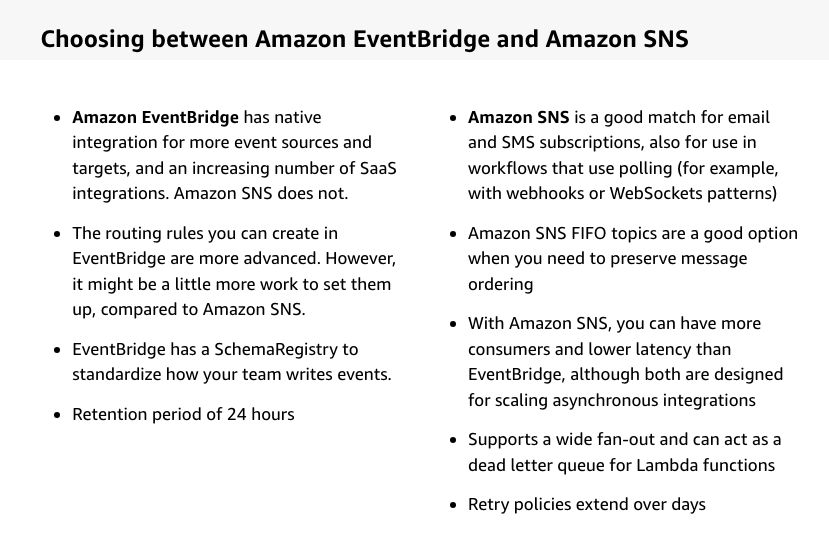 Choosing between Amazon EventBridge and Amazon SNS
• Amazon EventBridge has native
integration for more event sources and
targets, and an increasing number of SaaS
integrations. Amazon SNS does not.
• The routing rules you can create in
EventBridge are more advanced. However,
it might be a little more work to set them
up, compared to Amazon SNS.
• EventBridge has a SchemaRegistry to
standardize how your team writes events.
• Retention period of 24 hours
• Amazon SNS is a good match for email
and SMS subscriptions, also for use in
workflows that use polling (for example,
with webhooks or WebSockets patterns)
• Amazon SNS FIFO topics are a good option
when you need to preserve message
ordering
• With Amazon SNS, you can have more
consumers and lower latency than
EventBridge, although both are designed
for scaling asynchronous integrations
• Supports a wide fan-out and can act as a
dead letter queue for Lambda functions
• Retry policies extend over days